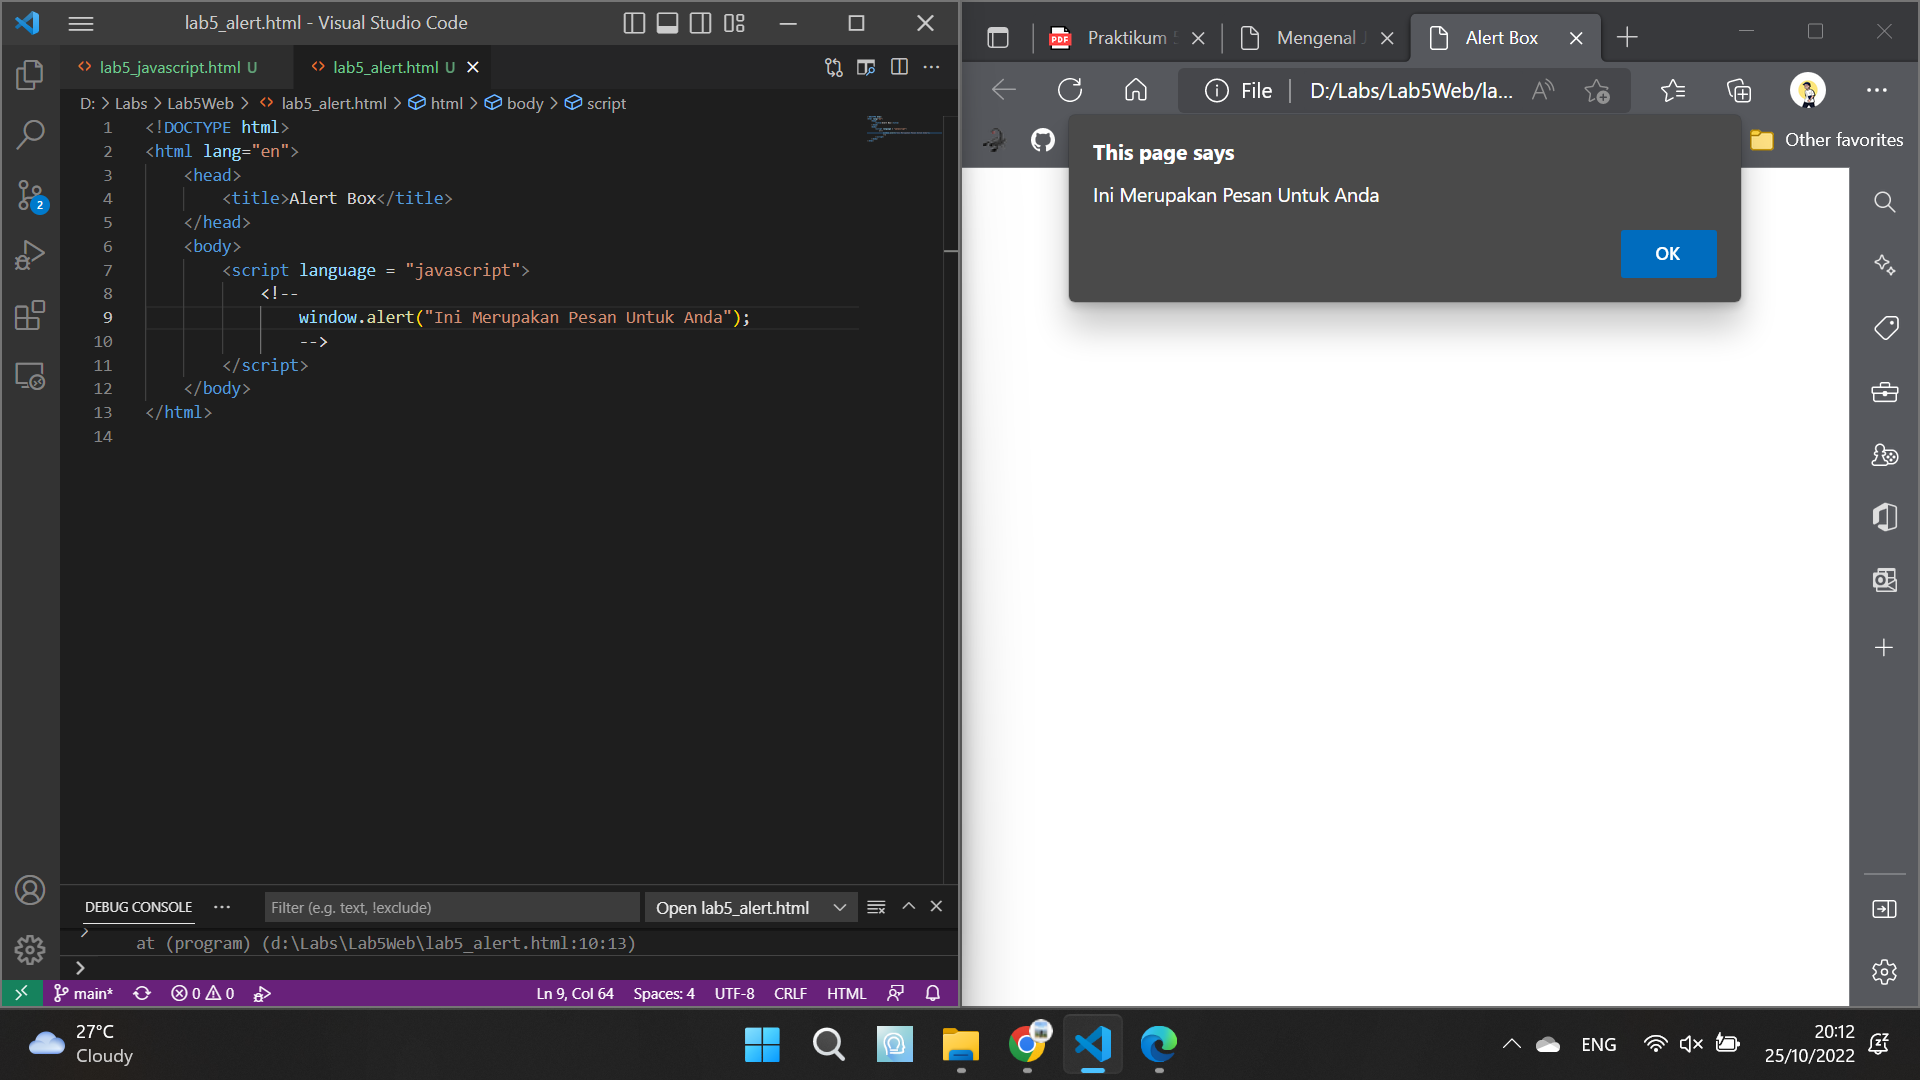 lab5_alert.html - Visual Studio Code
lab5_javascript.html U
lab5_alert.html U
D: > Labs > Lab5Web > lab5_alert.html > html > body > script
1 <!DOCTYPE html>
2 <html lang="en">
3 <head>
4 <title>Alert Box</title>
5 </head>
6 <body>
7 <script language = "javascript">
8 <!--
9 window.alert("Ini Merupakan Pesan Untuk Anda");
10 -->
11 </script>
12 </body>
13 </html>
14
2
DEBUG CONSOLE
Filter (e.g. text, !exclude)
Open lab5_alert.html
at (program) (d:\Labs\Lab5Web\lab5_alert.html:10:13)
main* 0 0 Ln 9, Col 64 Spaces: 4 UTF-8 CRLF HTML
PDF Praktikum 5
Mengenal J
Alert Box
File D:/Labs/Lab5Web/la...
Other favorites
This page says
Ini Merupakan Pesan Untuk Anda
OK
27°C
Cloudy
ENG
20:12
25/10/2022